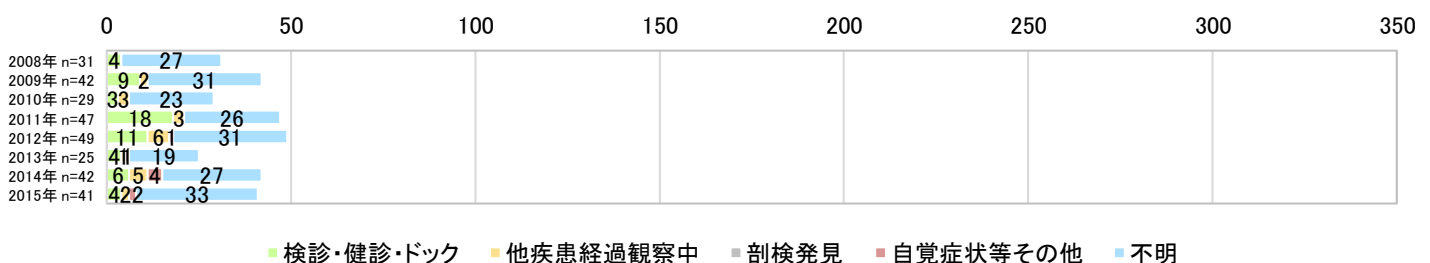 0 50 100 150 200 250 300 350
2008年 n=31 4 27
2009年 n=42 9 2 31
2010年 n=29 3 3 23
2011年 n=47 18 3 26
2012年 n=49 11 6 1 31
2013年 n=25 4 1 1 19
2014年 n=42 6 5 4 27
2015年 n=41 4 2 2 33
検診・健診・ドック 他疾患経過観察中 剖検発見 自覚症状等その他 不明